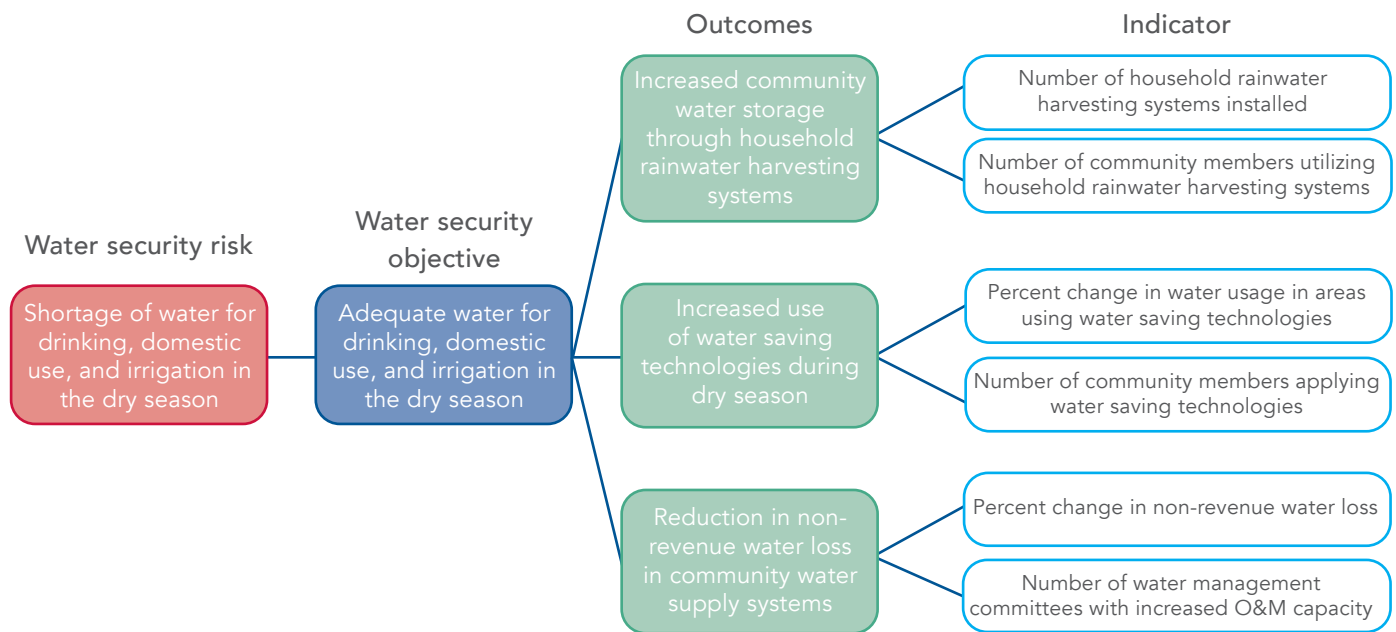 Outcomes
Indicator
Water security risk
Water security
objective
Shortage of water for
drinking, domestic
use, and irrigation in
the dry season
Adequate water for
drinking, domestic
use, and irrigation in
the dry season
Increased community
water storage
through household
rainwater harvesting
systems
Number of household rainwater
harvesting systems installed
Number of community members utilizing
household rainwater harvesting systems
Increased use
of water saving
technologies during
dry season
Percent change in water usage in areas
using water saving technologies
Number of community members applying
water saving technologies
Reduction in non-
revenue water loss
in community water
supply systems
Percent change in non-revenue water loss
Number of water management
committees with increased O&M capacity